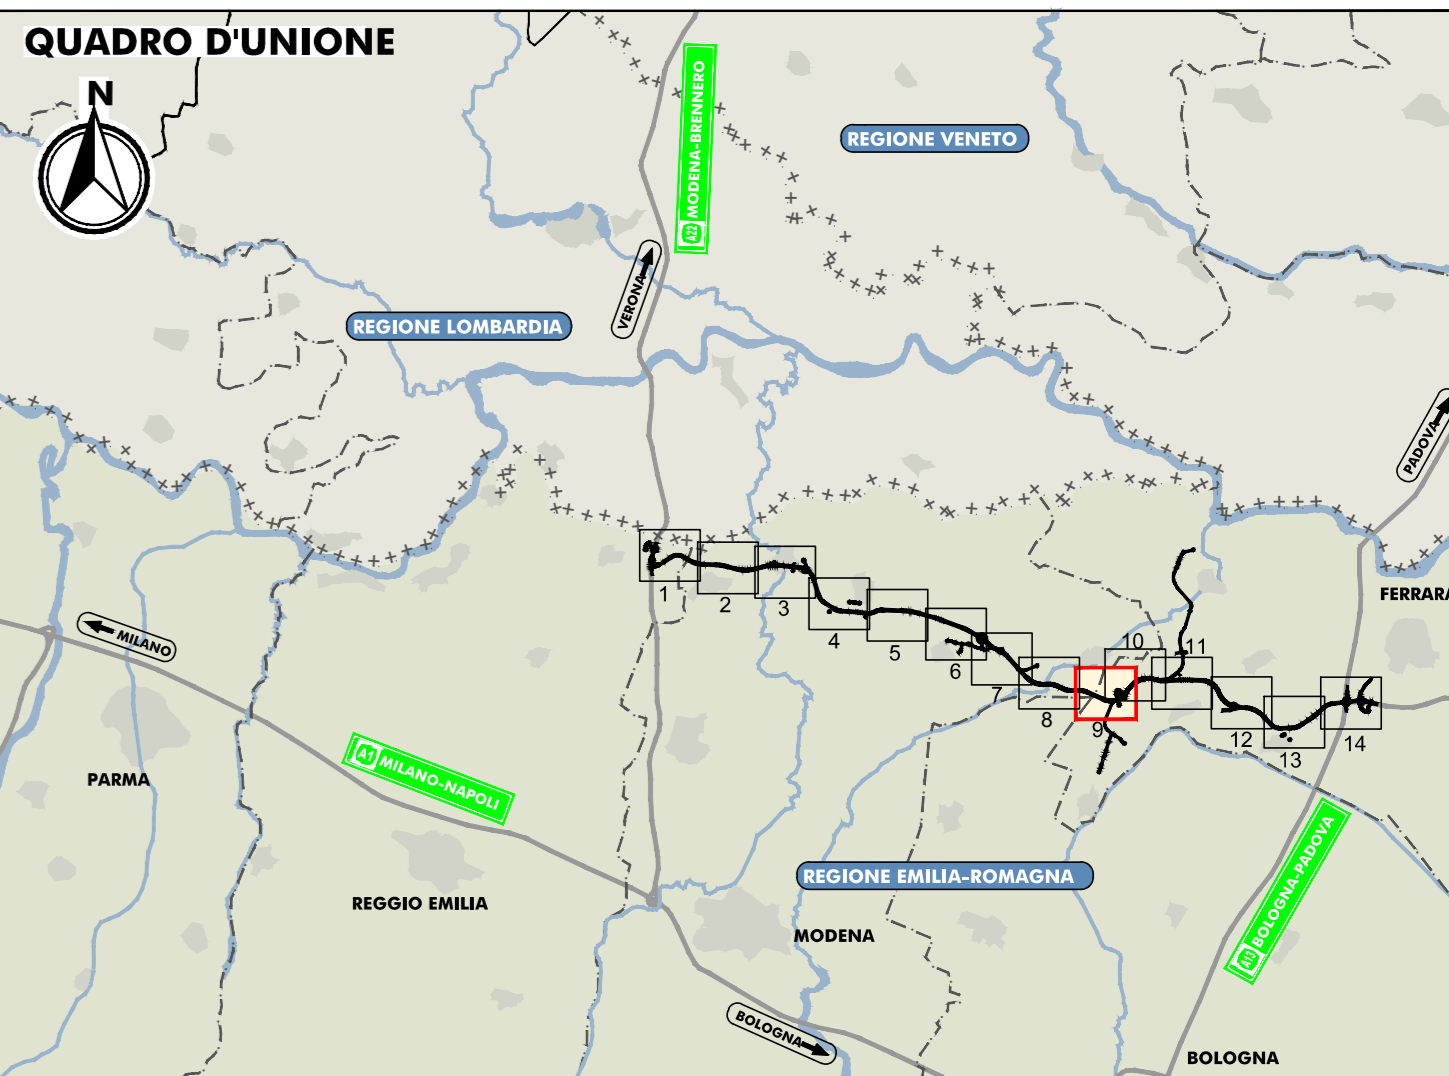 QUADRO D'UNIONE
N
A22 MODENA-BRENNERO
REGIONE VENETO
VERONA
REGIONE LOMBARDIA
PADOVA
1
2
3
4
5
6
7
8
9
10
11
12
13
14
FERRARA
MILANO
A1 MILANO-NAPOLI
PARMA
REGGIO EMILIA
REGIONE EMILIA-ROMAGNA
MODENA
A13 BOLOGNA-PADOVA
BOLOGNA
BOLOGNA